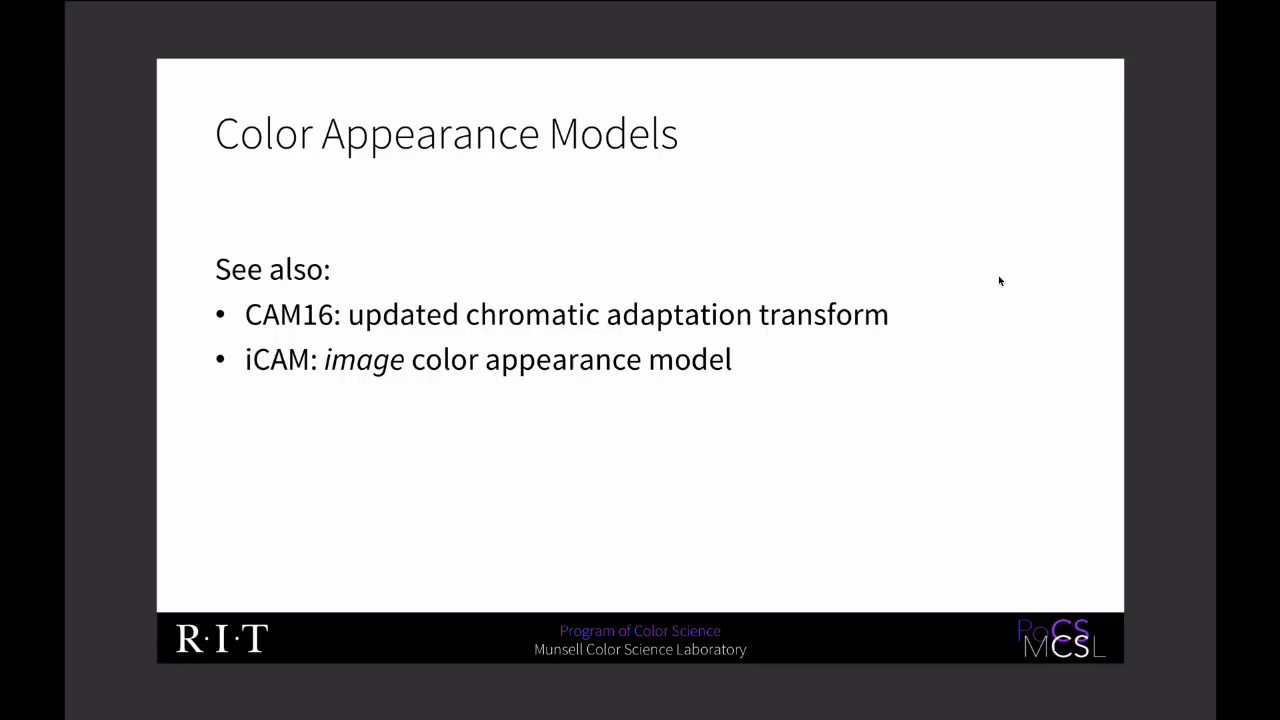 Color Appearance Models
See also:
• CAM16: updated chromatic adaptation transform
• iCAM: image color appearance model
R·I·T
Program of Color Science
Munsell Color Science Laboratory
PoCS
MCSL